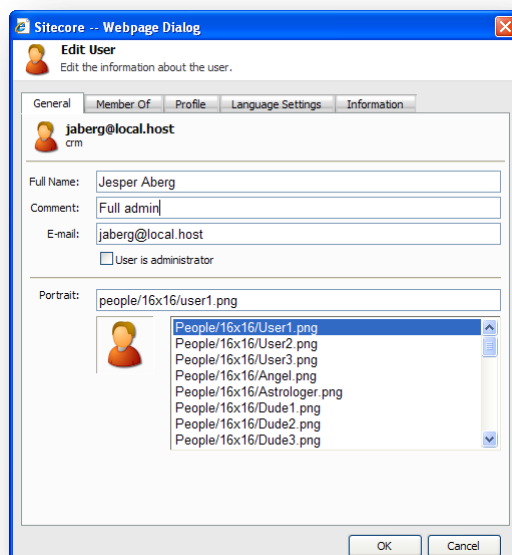 Sitecore -- Webpage Dialog
Edit User
Edit the information about the user.
General Member Of Profile Language Settings Information
jaberg@local.host
crm
Full Name: Jesper Aberg
Comment: Full admin
E-mail: jaberg@local.host
User is administrator
Portrait: people/16x16/user1.png
People/16x16/User1.png
People/16x16/User2.png
People/16x16/User3.png
People/16x16/Angel.png
People/16x16/Astrologer.png
People/16x16/Dude1.png
People/16x16/Dude2.png
People/16x16/Dude3.png
OK Cancel